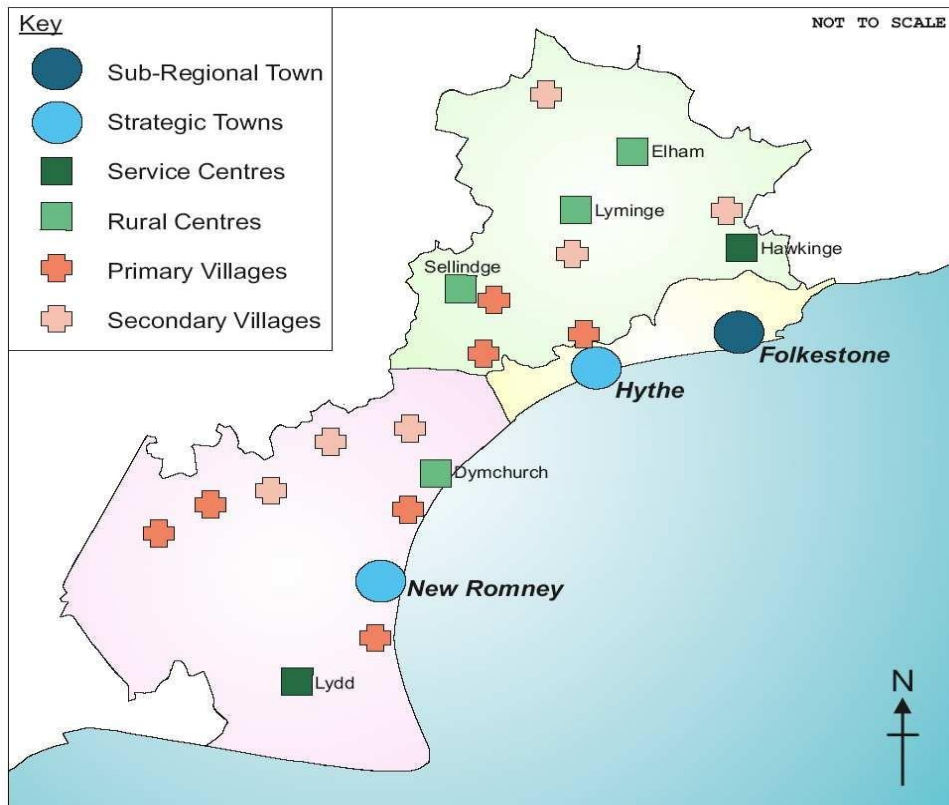 Key
NOT TO SCALE
Sub-Regional Town
Strategic Towns
Service Centres
Rural Centres
Primary Villages
Secondary Villages
Elham
Lyminge
Hawkinge
Sellindge
Folkestone
Hythe
Dymchurch
New Romney
Lydd
N